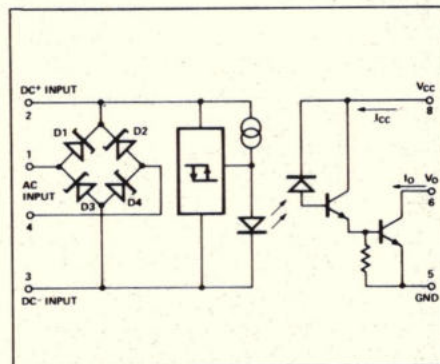 DC+ INPUT
2
D1
D2
1
AC
INPUT
4
D3
D4
3
DC- INPUT
VCC
8
ICC
IO
VO
6
5
GND